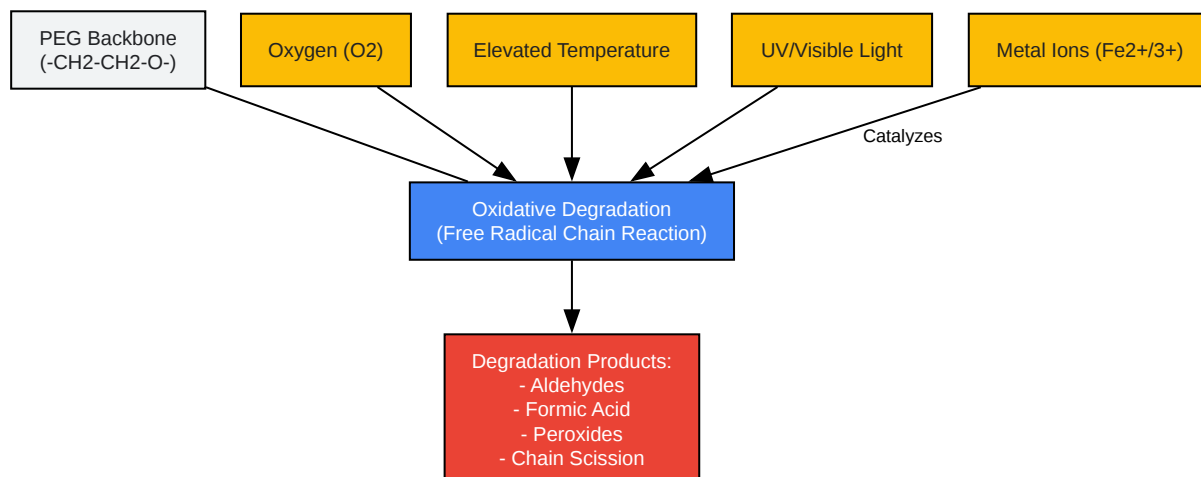 PEG Backbone
(-CH2-CH2-O-)
Oxygen (O2)
Elevated Temperature
UV/Visible Light
Metal Ions (Fe2+/3+)
Catalyzes
Oxidative Degradation
(Free Radical Chain Reaction)
Degradation Products:
- Aldehydes
- Formic Acid
- Peroxides
- Chain Scission